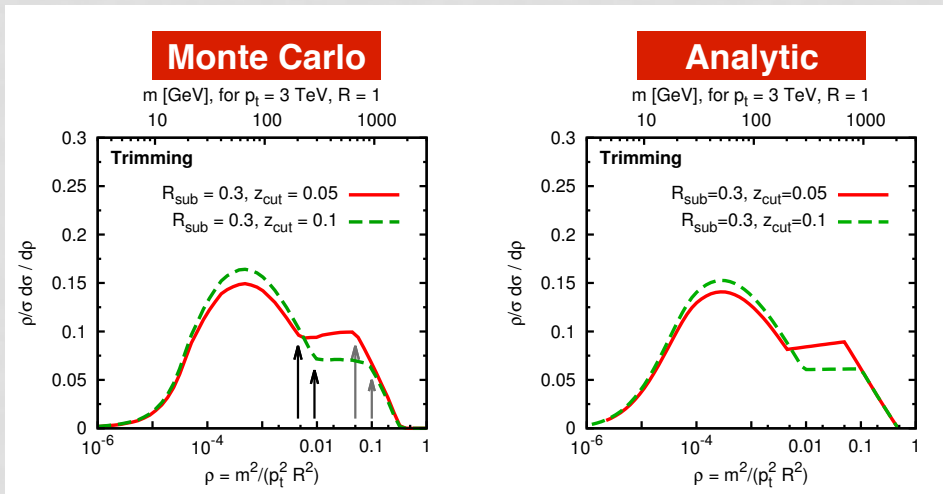 Monte Carlo
m [GeV], for p_t = 3 TeV, R = 1
10 100 1000
0.3
Trimming
0.25
R_sub = 0.3, z_cut = 0.05
R_sub = 0.3, z_cut = 0.1
0.2
0.15
0.1
0.05
0
ρ/σ dσ / dρ
10^-6 10^-4 0.01 0.1 1
ρ = m^2/(p_t^2 R^2)
Analytic
m [GeV], for p_t = 3 TeV, R = 1
10 100 1000
0.3
Trimming
0.25
R_sub=0.3, z_cut=0.05
R_sub=0.3, z_cut=0.1
0.2
0.15
0.1
0.05
0
ρ/σ dσ / dρ
10^-6 10^-4 0.01 0.1 1
ρ = m^2/(p_t^2 R^2)